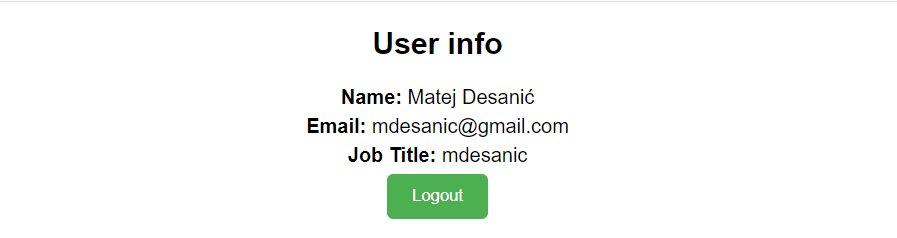 User info
Name: Matej Desanić
Email: mdesanic@gmail.com
Job Title: mdesanic
Logout